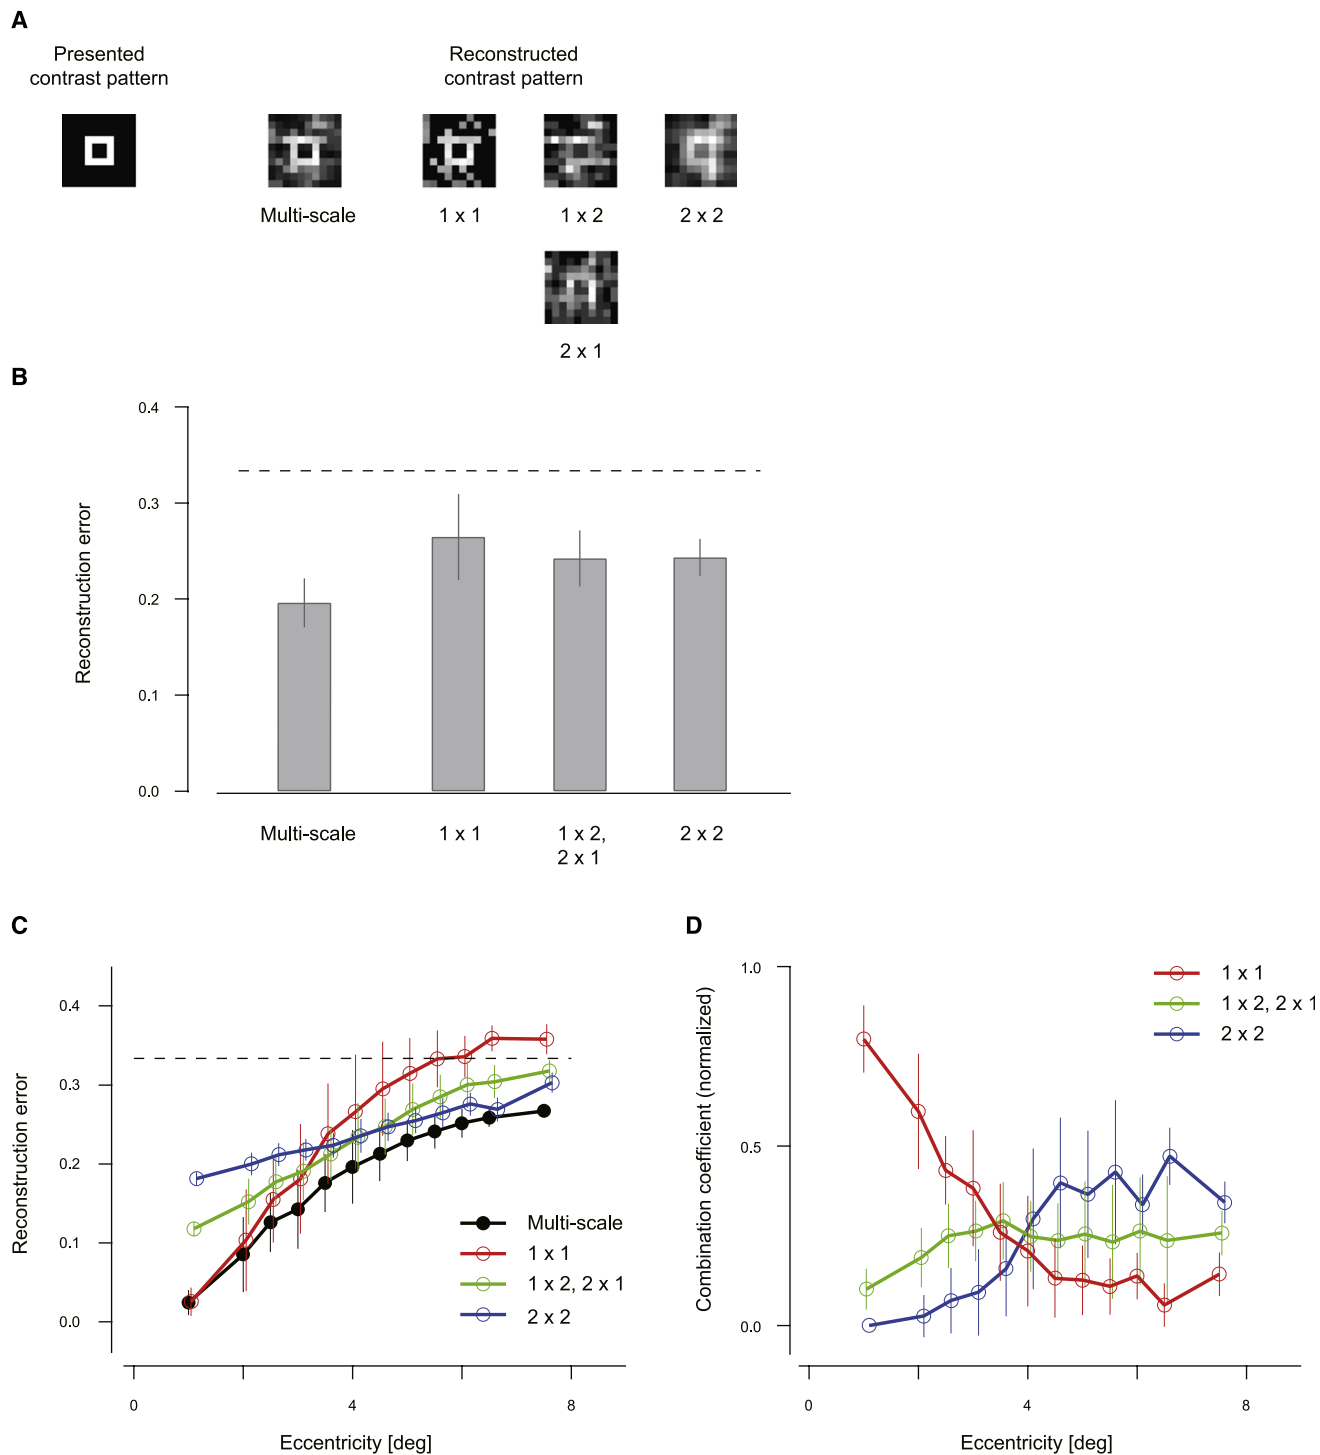 A
Presented
contrast pattern
Reconstructed
contrast pattern
Multi-scale
1 x 1
1 x 2
2 x 2
2 x 1
B
0.4
0.3
0.2
0.1
0.0
Reconstruction error
Multi-scale
1 x 1
1 x 2,
2 x 1
2 x 2
C
0.4
0.3
0.2
0.1
0.0
Reconstruction error
Multi-scale
1 x 1
1 x 2, 2 x 1
2 x 2
0
4
8
Eccentricity [deg]
D
1.0
0.5
0.0
Combination coefficient (normalized)
1 x 1
1 x 2, 2 x 1
2 x 2
0
4
8
Eccentricity [deg]